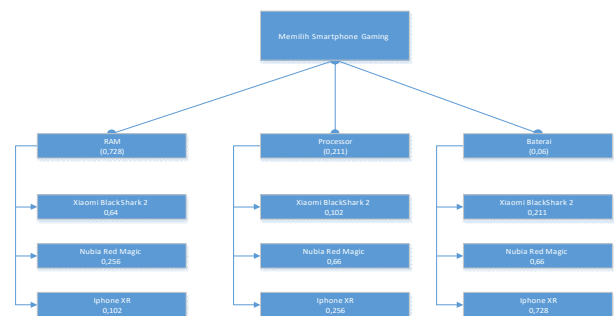 Memilih Smartphone Gaming
RAM
(0,728)
Processor
(0,211)
Baterai
(0,06)
Xiaomi BlackShark 2
0,64
Xiaomi BlackShark 2
0,102
Xiaomi BlackShark 2
0,211
Nubia Red Magic
0,256
Nubia Red Magic
0,66
Nubia Red Magic
0,66
Iphone XR
0,102
Iphone XR
0,256
Iphone XR
0,728